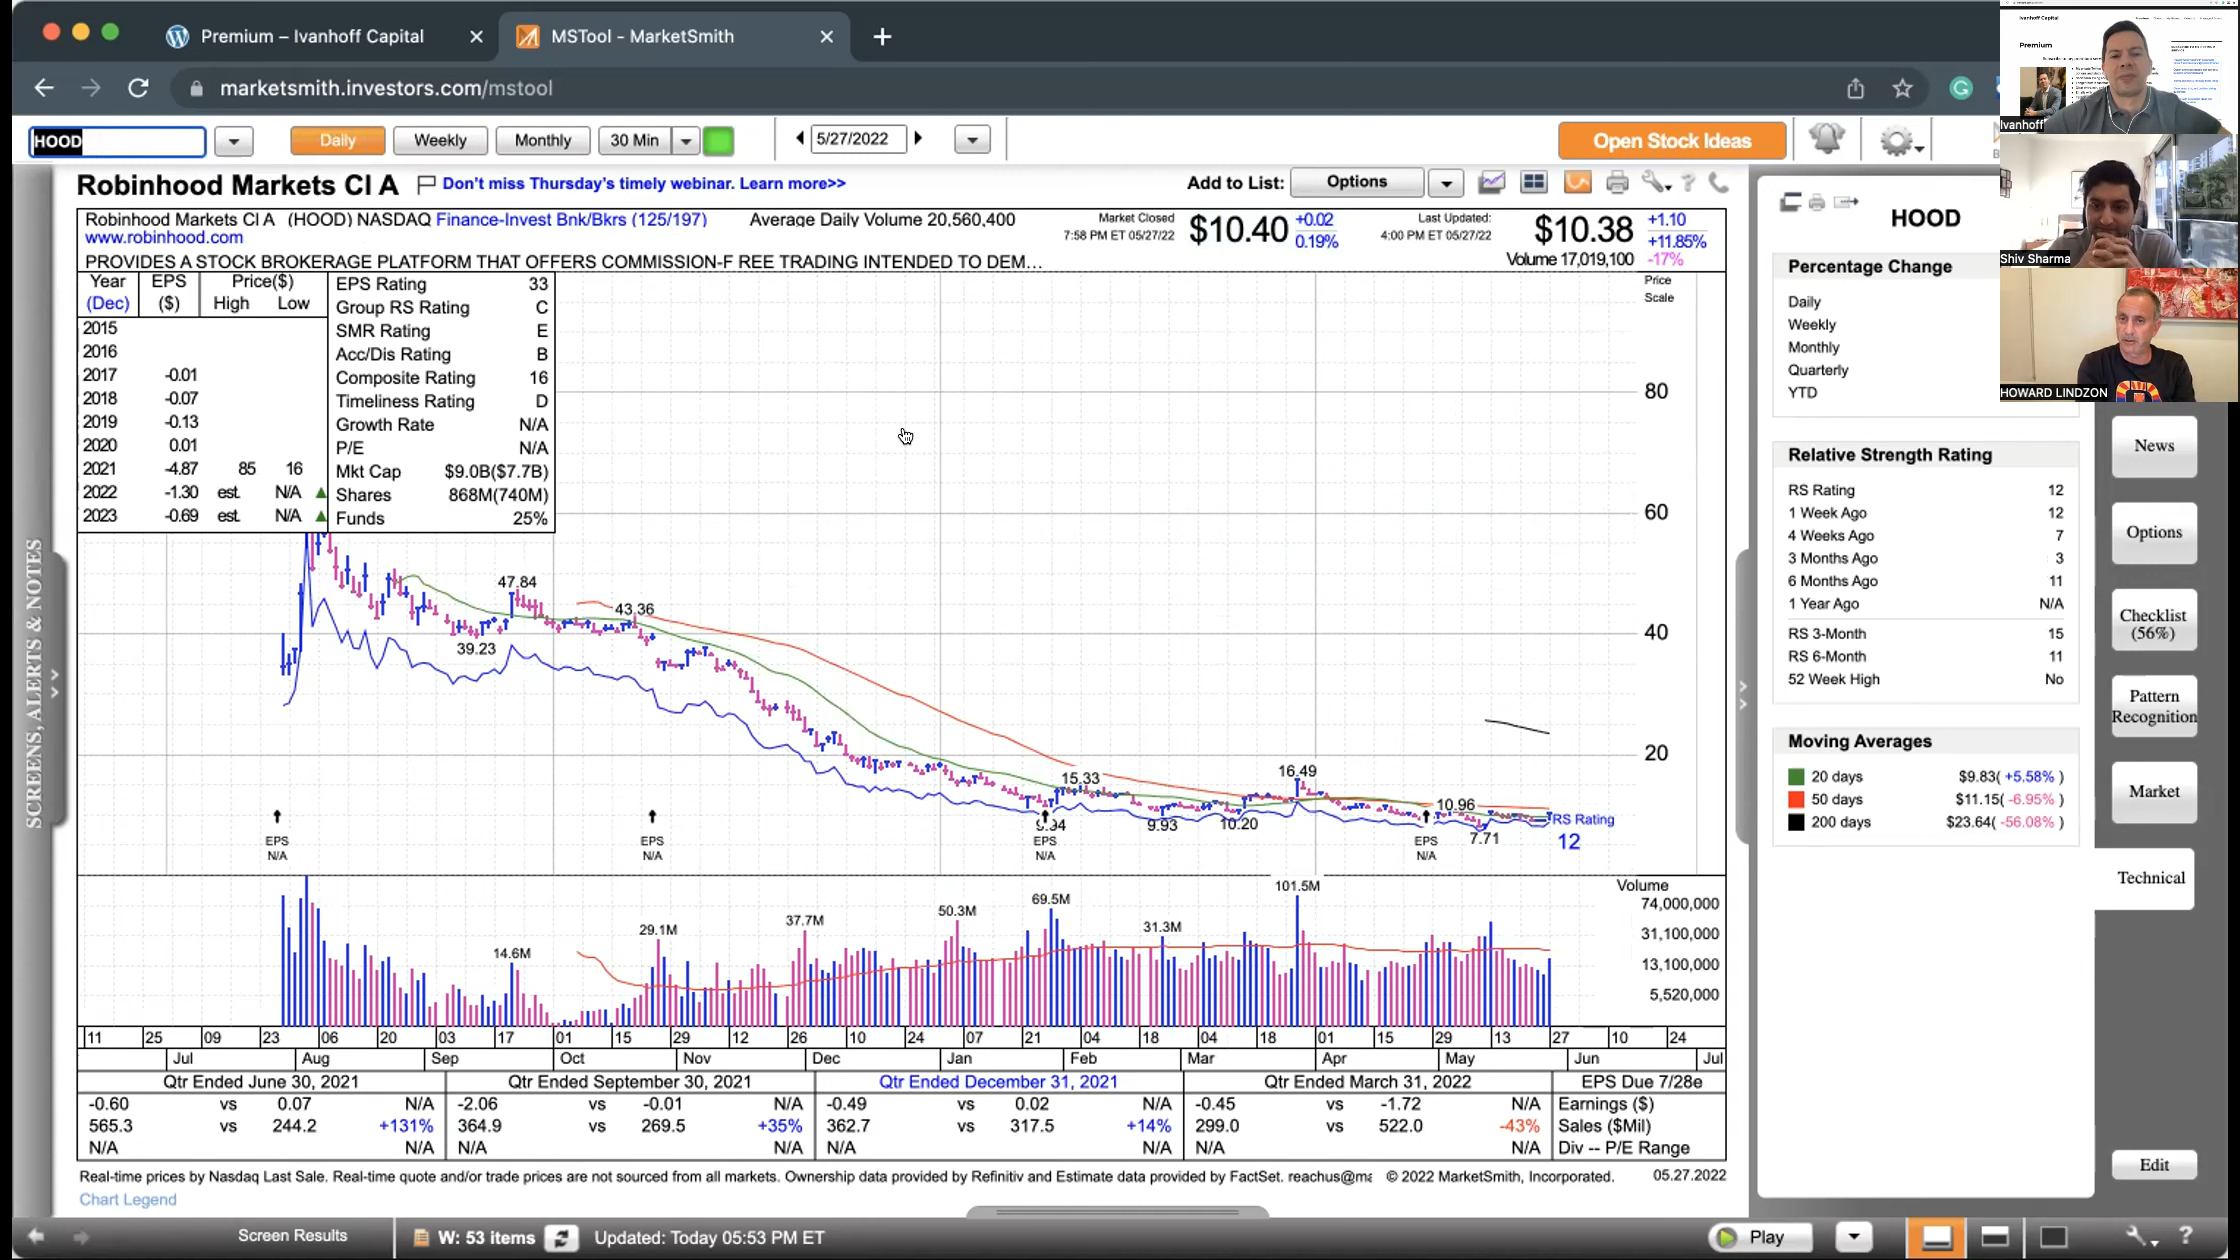 Premium – Ivanhoff Capital
MSTool - MarketSmith
marketsmith.investors.com/mstool
HOOD
Daily
Weekly
Monthly
30 Min
5/27/2022
Open Stock Ideas
Robinhood Markets Cl A
Don't miss Thursday's timely webinar. Learn more>>
Add to List:
Options
Robinhood Markets Cl A (HOOD) NASDAQ Finance-Invest Bnk/Bkrs (125/197) Average Daily Volume 20,560,400
www.robinhood.com
PROVIDES A STOCK BROKERAGE PLATFORM THAT OFFERS COMMISSION-F REE TRADING INTENDED TO DEM...
Market Closed
7:58 PM ET 05/27/22
$10.40
+0.02
0.19%
Last Updated:
4:00 PM ET 05/27/22
$10.38
+1.10
+11.85%
Volume 17,019,100 -17%
Year EPS Price($)
(Dec) ($) High Low
2015
2016
2017 -0.01
2018 -0.07
2019 -0.13
2020 0.01
2021 -4.87 85 16
2022 -1.30 est. N/A
2023 -0.69 est. N/A
EPS Rating 33
Group RS Rating C
SMR Rating E
Acc/Dis Rating B
Composite Rating 16
Timeliness Rating D
Growth Rate N/A
P/E N/A
Mkt Cap $9.0B($7.7B)
Shares 868M(740M)
Funds 25%
Price
Scale
80
60
40
20
47.84
43.36
39.23
15.33
16.49
10.96
9.94
9.93
10.20
7.71
RS Rating
12
EPS
N/A
EPS
N/A
EPS
N/A
EPS
N/A
Volume
74,000,000
31,100,000
13,100,000
5,520,000
14.6M
29.1M
37.7M
50.3M
69.5M
31.3M
101.5M
11 25 09 23 06 20 03 17 01 15 29 12 26 10 24 07 21 04 18 04 18 01 15 29 13 27 10 24
Jul Aug Sep Oct Nov Dec Jan Feb Mar Apr May Jun Jul
Qtr Ended June 30, 2021 Qtr Ended September 30, 2021 Qtr Ended December 31, 2021 Qtr Ended March 31, 2022 EPS Due 7/28e
-0.60 vs 0.07 N/A -2.06 vs -0.01 N/A -0.49 vs 0.02 N/A -0.45 vs -1.72 N/A Earnings ($)
565.3 vs 244.2 +131% 364.9 vs 269.5 +35% 362.7 vs 317.5 +14% 299.0 vs 522.0 -43% Sales ($Mil)
N/A N/A N/A N/A N/A N/A N/A N/A Div -- P/E Range
Real-time prices by Nasdaq Last Sale. Real-time quote and/or trade prices are not sourced from all markets. Ownership data provided by Refinitiv and Estimate data provided by FactSet. reachus@ma © 2022 MarketSmith, Incorporated. 05.27.2022
Chart Legend
SCREENS, ALERTS & NOTES
HOOD
Percentage Change
Daily
Weekly
Monthly
Quarterly
YTD
Relative Strength Rating
RS Rating 12
1 Week Ago 12
4 Weeks Ago 7
3 Months Ago 3
6 Months Ago 11
1 Year Ago N/A
RS 3-Month 15
RS 6-Month 11
52 Week High No
Moving Averages
20 days $9.83( +5.58% )
50 days $11.15( -6.95% )
200 days $23.64( -56.08% )
News
Options
Checklist
(56%)
Pattern
Recognition
Market
Technical
Edit
Ivanhoff Capital
Premium
Ivanhoff
Shiv Sharma
HOWARD LINDZON
Screen Results
W: 53 items
Updated: Today 05:53 PM ET
Play